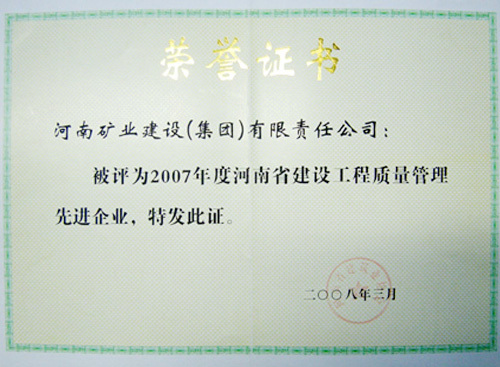 荣誉证书
河南矿业建设(集团)有限责任公司:
被评为2007年度河南省建设工程质量管理
先进企业,特发此证。
二〇〇八年三月